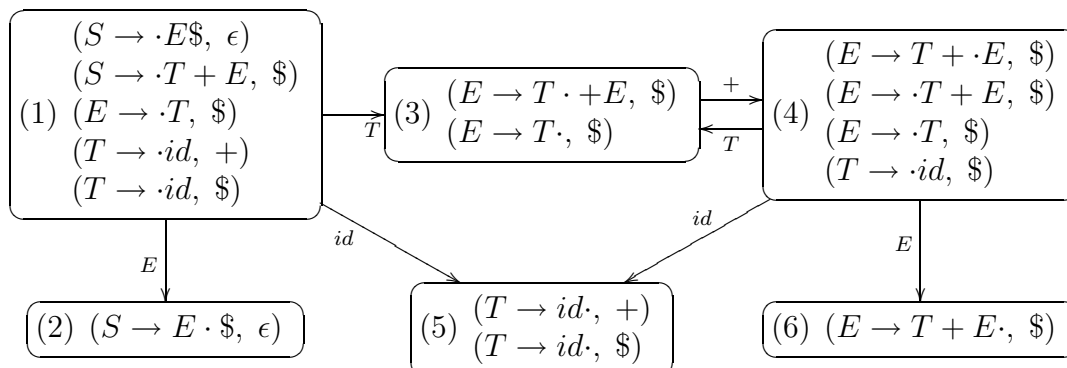 (1)
(S → ·E$, ϵ)
(S → ·T + E, $)
(E → ·T, $)
(T → ·id, +)
(T → ·id, $)
T
(3)
(E → T · +E, $)
(E → T·, $)
+
T
(4)
(E → T + ·E, $)
(E → ·T + E, $)
(E → ·T, $)
(T → ·id, $)
E
id
id
E
(2) (S → E · $, ϵ)
(5)
(T → id·, +)
(T → id·, $)
(6) (E → T + E·, $)